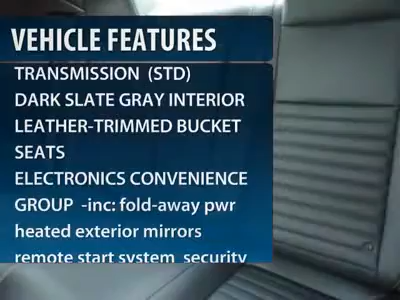 VEHICLE FEATURES
TRANSMISSION (STD)
DARK SLATE GRAY INTERIOR
LEATHER-TRIMMED BUCKET
SEATS
ELECTRONICS CONVENIENCE
GROUP -inc: fold-away pwr
heated exterior mirrors
remote start system security